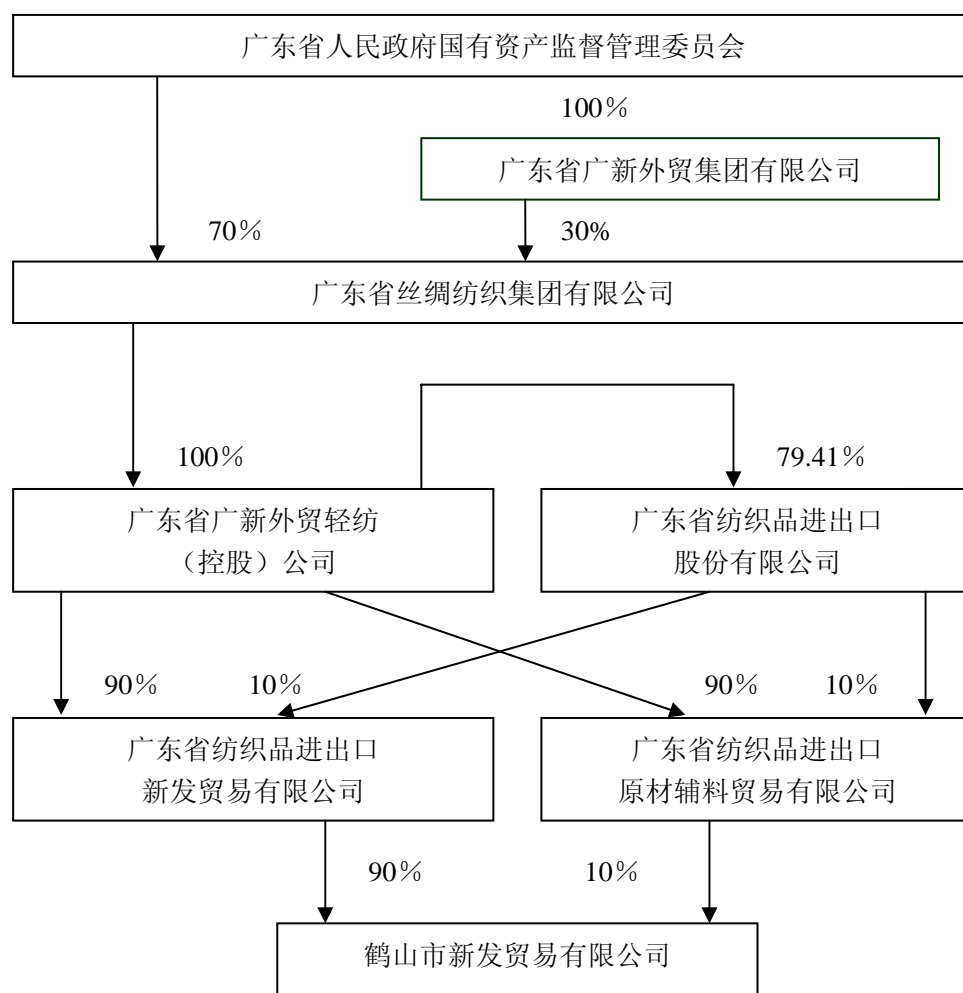 广东省人民政府国有资产监督管理委员会
100％
广东省广新外贸集团有限公司
70％
30%
广东省丝绸纺织集团有限公司
100％
79.41％
广东省广新外贸轻纺
（控股）公司
广东省纺织品进出口
股份有限公司
90％
10％
90％
10％
广东省纺织品进出口
新发贸易有限公司
广东省纺织品进出口
原材辅料贸易有限公司
90％
10％
鹤山市新发贸易有限公司